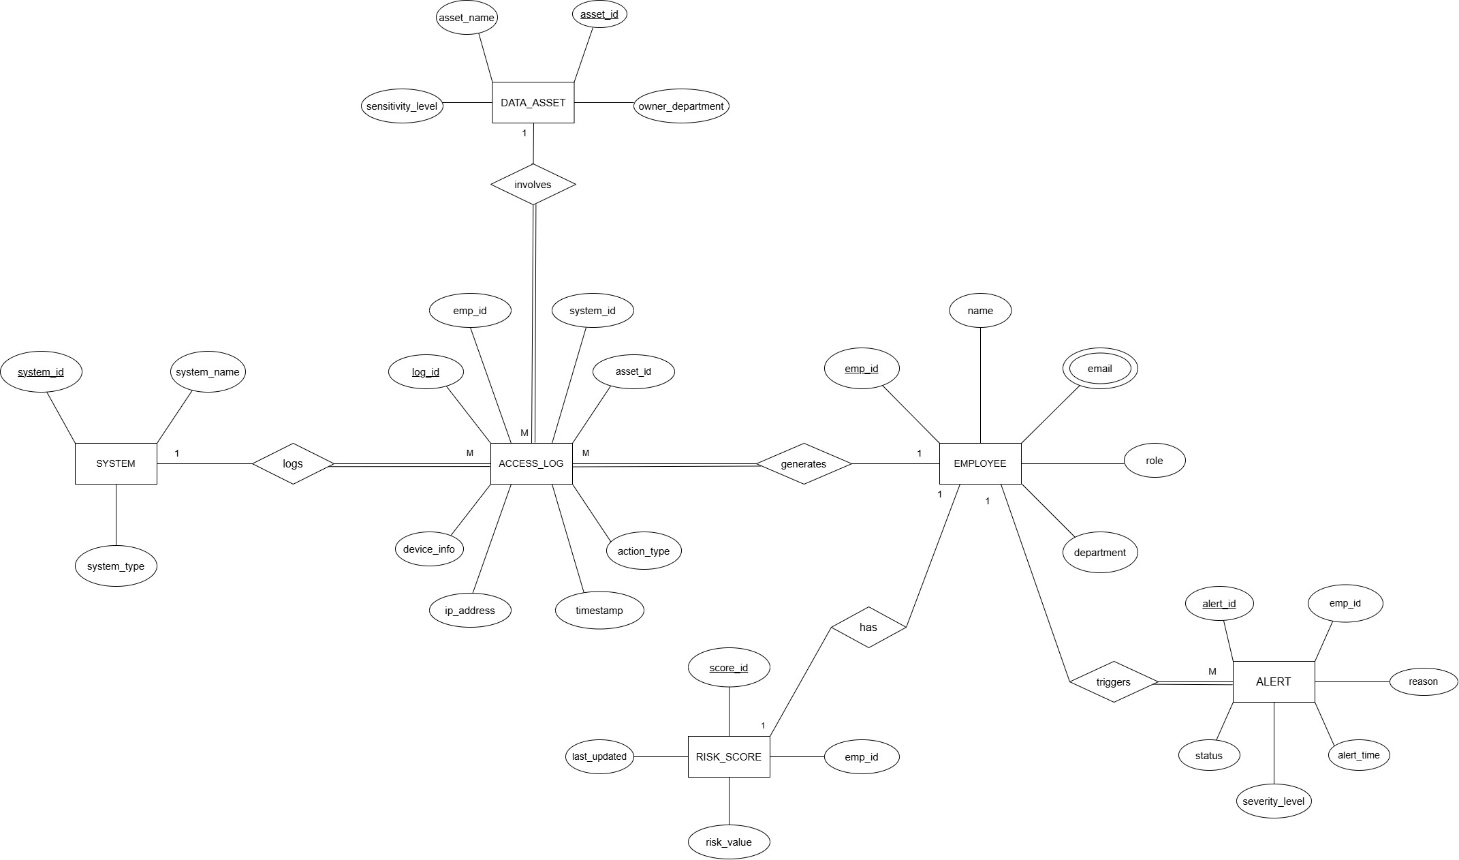 asset_name
asset_id
sensitivity_level
DATA_ASSET
owner_department
1
involves
emp_id
system_id
name
system_id
system_name
log_id
asset_id
emp_id
email
M
SYSTEM
1
logs
M
ACCESS_LOG
M
generates
1
EMPLOYEE
role
1
1
device_info
action_type
department
system_type
ip_address
timestamp
alert_id
emp_id
has
score_id
M
triggers
ALERT
reason
1
last_updated
RISK_SCORE
emp_id
status
alert_time
severity_level
risk_value